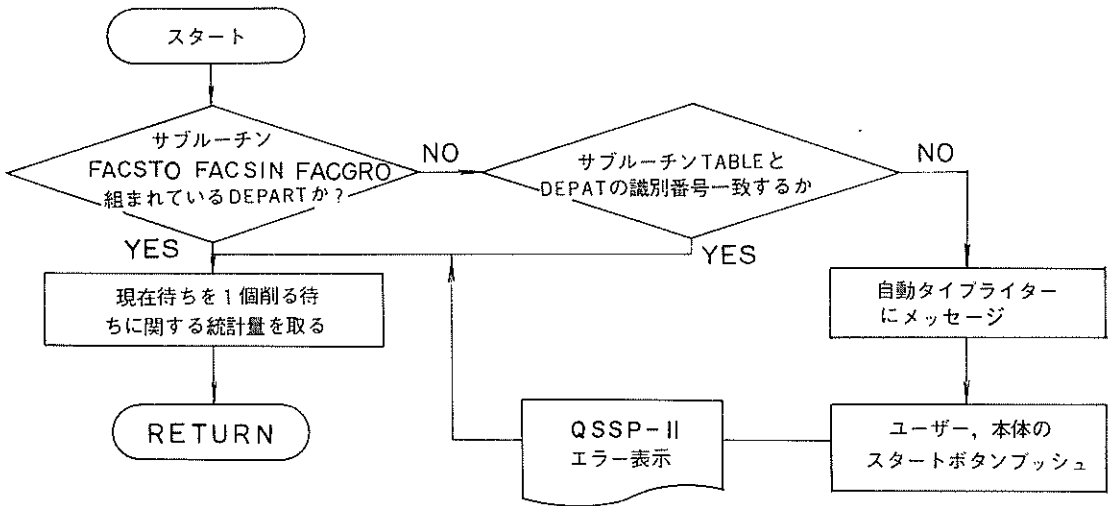 スタート
サブルーチン
FACSTO FACSIN FACGRO
組まれているDEPARTか?
NO
サブルーチンTABLEと
DEPATの識別番号一致するか
NO
YES
YES
現在待ちを1個削る待
ちに関する統計量を取る
自動タイプライター
にメッセージ
RETURN
QSSP-II
エラー表示
ユーザー,本体の
スタートボタンプッシュ